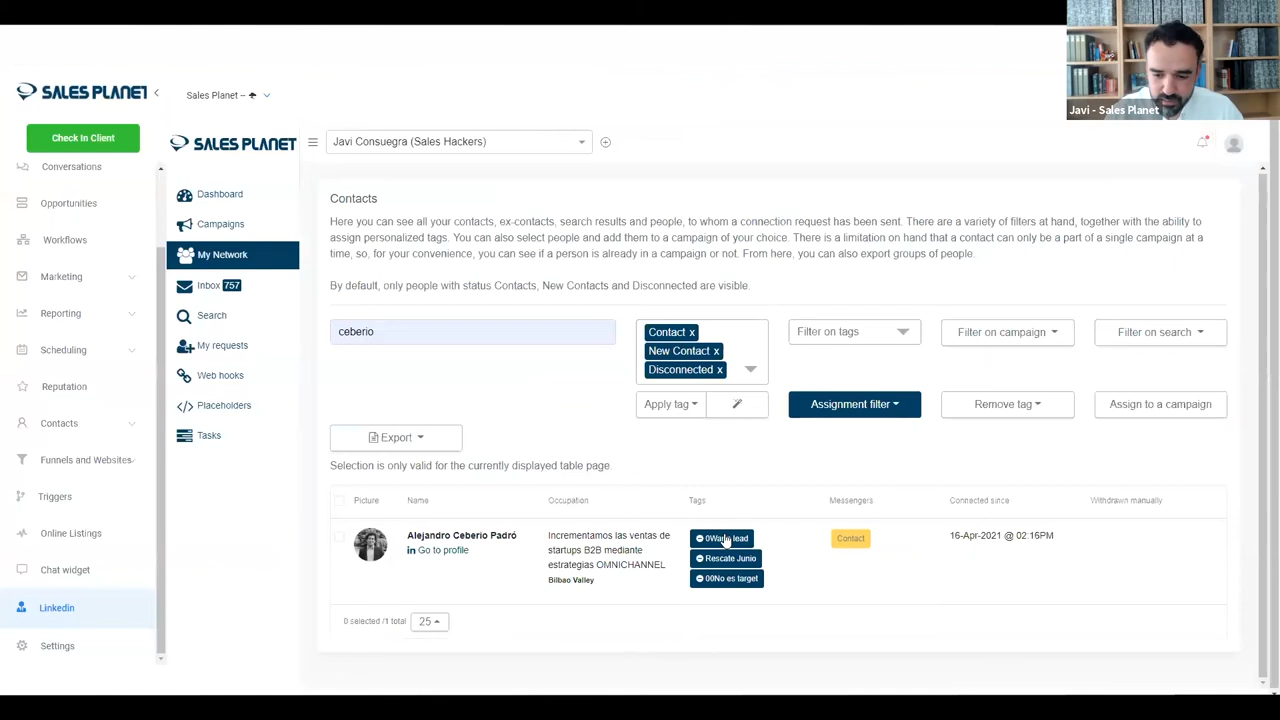 Javi - Sales Planet
SALES PLANET
Sales Planet --
Check In Client
Conversations
Opportunities
Workflows
Marketing
Reporting
Scheduling
Reputation
Contacts
Funnels and Websites
Triggers
Online Listings
Chat widget
Linkedin
Settings
SALES PLANET
Dashboard
Campaigns
My Network
Inbox 757
Search
My requests
Web hooks
Placeholders
Tasks
Javi Consuegra (Sales Hackers)
Contacts
Here you can see all your contacts, ex-contacts, search results and people, to whom a connection request has been sent. There are a variety of filters at hand, together with the ability to
assign personalized tags. You can also select people and add them to a campaign of your choice. There is a limitation on hand that a contact can only be a part of a single campaign at a
time, so, for your convenience, you can see if a person is already in a campaign or not. From here, you can also export groups of people.
By default, only people with status Contacts, New Contacts and Disconnected are visible.
ceberio
Contact x
New Contact x
Disconnected x
Filter on tags
Filter on campaign
Filter on search
Apply tag
Assignment filter
Remove tag
Assign to a campaign
Export
Selection is only valid for the currently displayed table page.
Picture Name Occupation Tags Messengers Connected since Withdrawn manually
Alejandro Ceberio Padró
in Go to profile
Incrementamos las ventas de
startups B2B mediante
estrategias OMNICHANNEL
Bilbao Valley
lead
Rescate Junio
00No es target
Contact
16-Apr-2021 @ 02:16PM
0 selected /1 total 25